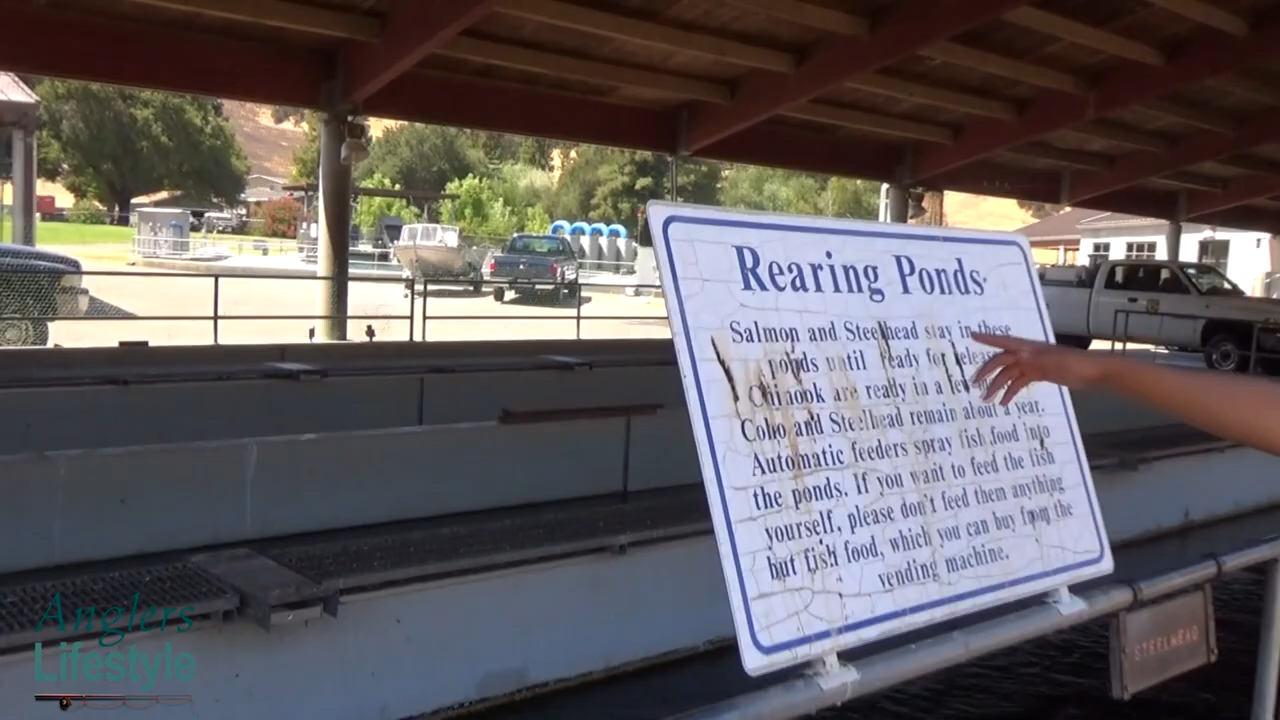 Rearing Ponds
Salmon and Steelhead stay in these
ponds until ready for release
Chinook are ready in a
Coho and Steelhead remain about a year.
Automatic feeders spray fish food into
the ponds. If you want to feed the fish
yourself, please don't feed them anything
but fish food, which you can buy from the
vending machine.
STEELHEAD
Anglers
Lifestyle